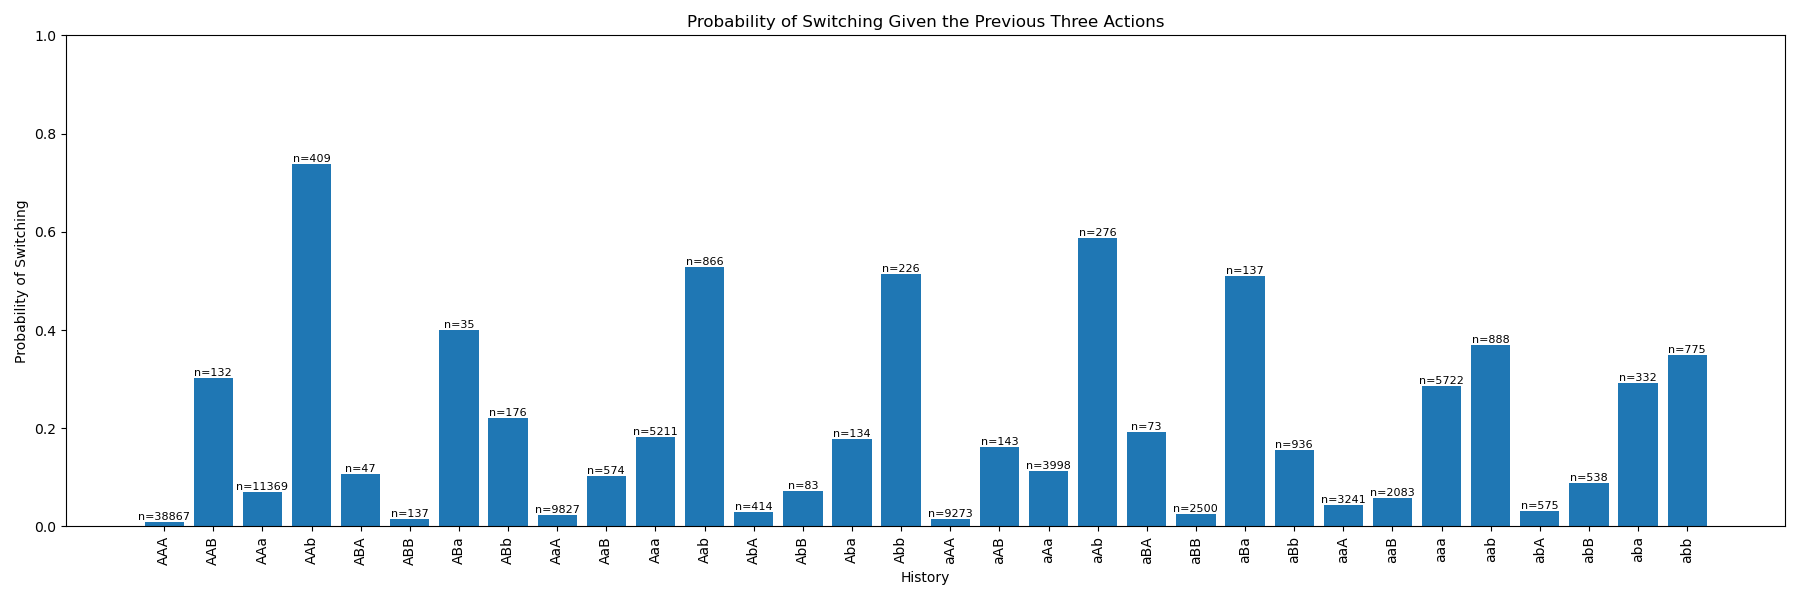 Probability of Switching Given the Previous Three Actions
1.0
0.8
0.6
0.4
0.2
0.0
Probability of Switching
n=38867
n=132
n=11369
n=409
n=47
n=137
n=35
n=176
n=9827
n=574
n=5211
n=866
n=414
n=83
n=134
n=226
n=9273
n=143
n=3998
n=276
n=73
n=2500
n=137
n=936
n=3241
n=2083
n=5722
n=888
n=575
n=538
n=332
n=775
AAA
AAB
AAa
AAb
ABA
ABB
ABa
ABb
AaA
AaB
Aaa
Aab
AbA
AbB
Aba
Abb
aAA
aAB
aAa
aAb
aBA
aBB
aBa
aBb
aaA
aaB
aaa
aab
abA
abB
aba
abb
History